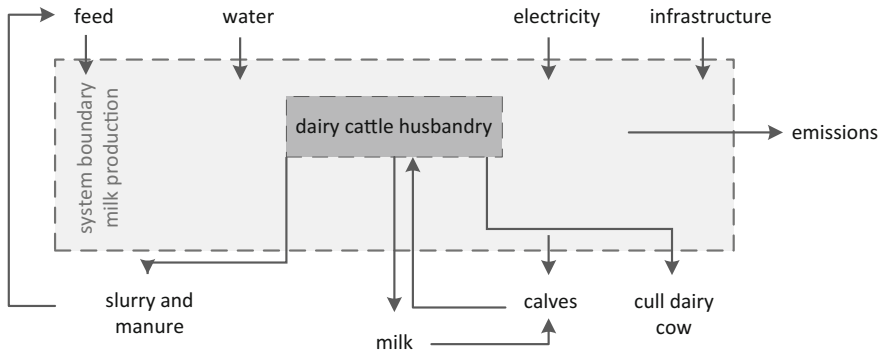 feed
water
electricity
infrastructure
system boundary
milk production
dairy cattle husbandry
emissions
slurry and
manure
milk
calves
cull dairy
cow